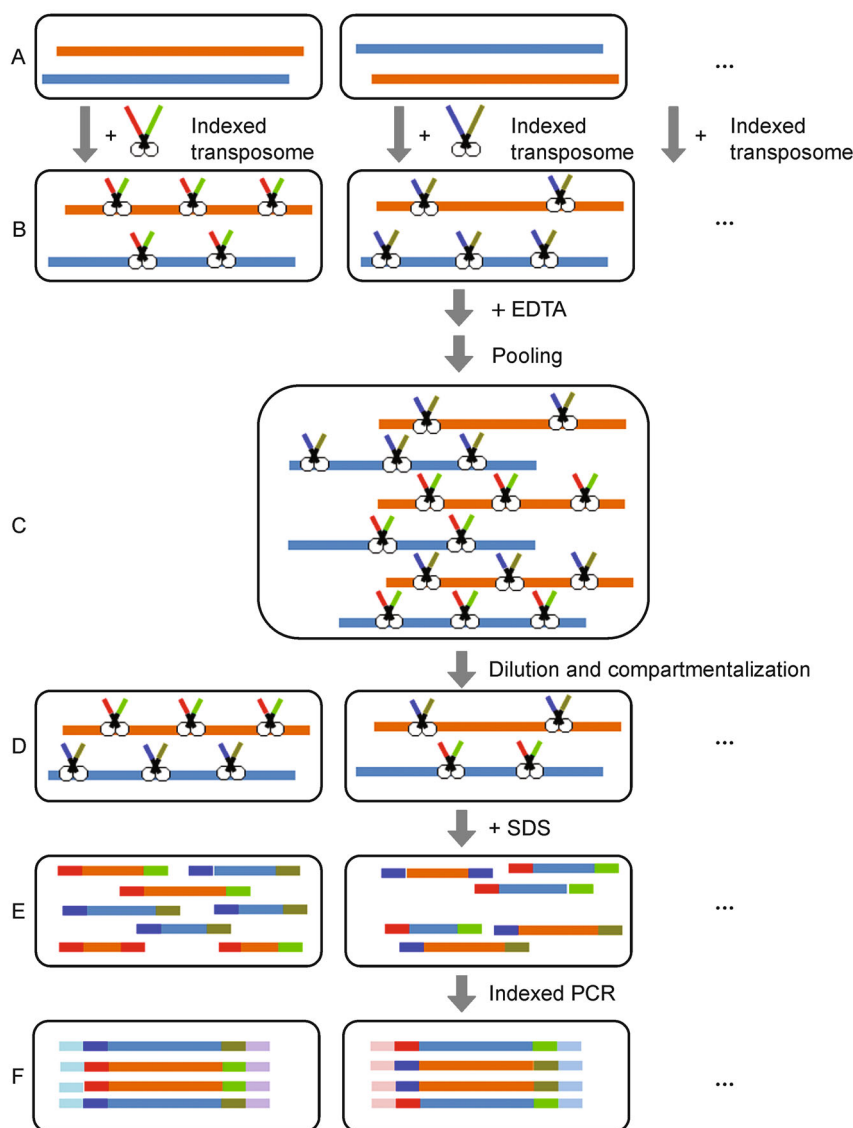 A
...
+ Indexed
transposome
+ Indexed
transposome
+ Indexed
transposome
B
...
+ EDTA
Pooling
C
Dilution and compartmentalization
D
...
+ SDS
E
...
Indexed PCR
F
...